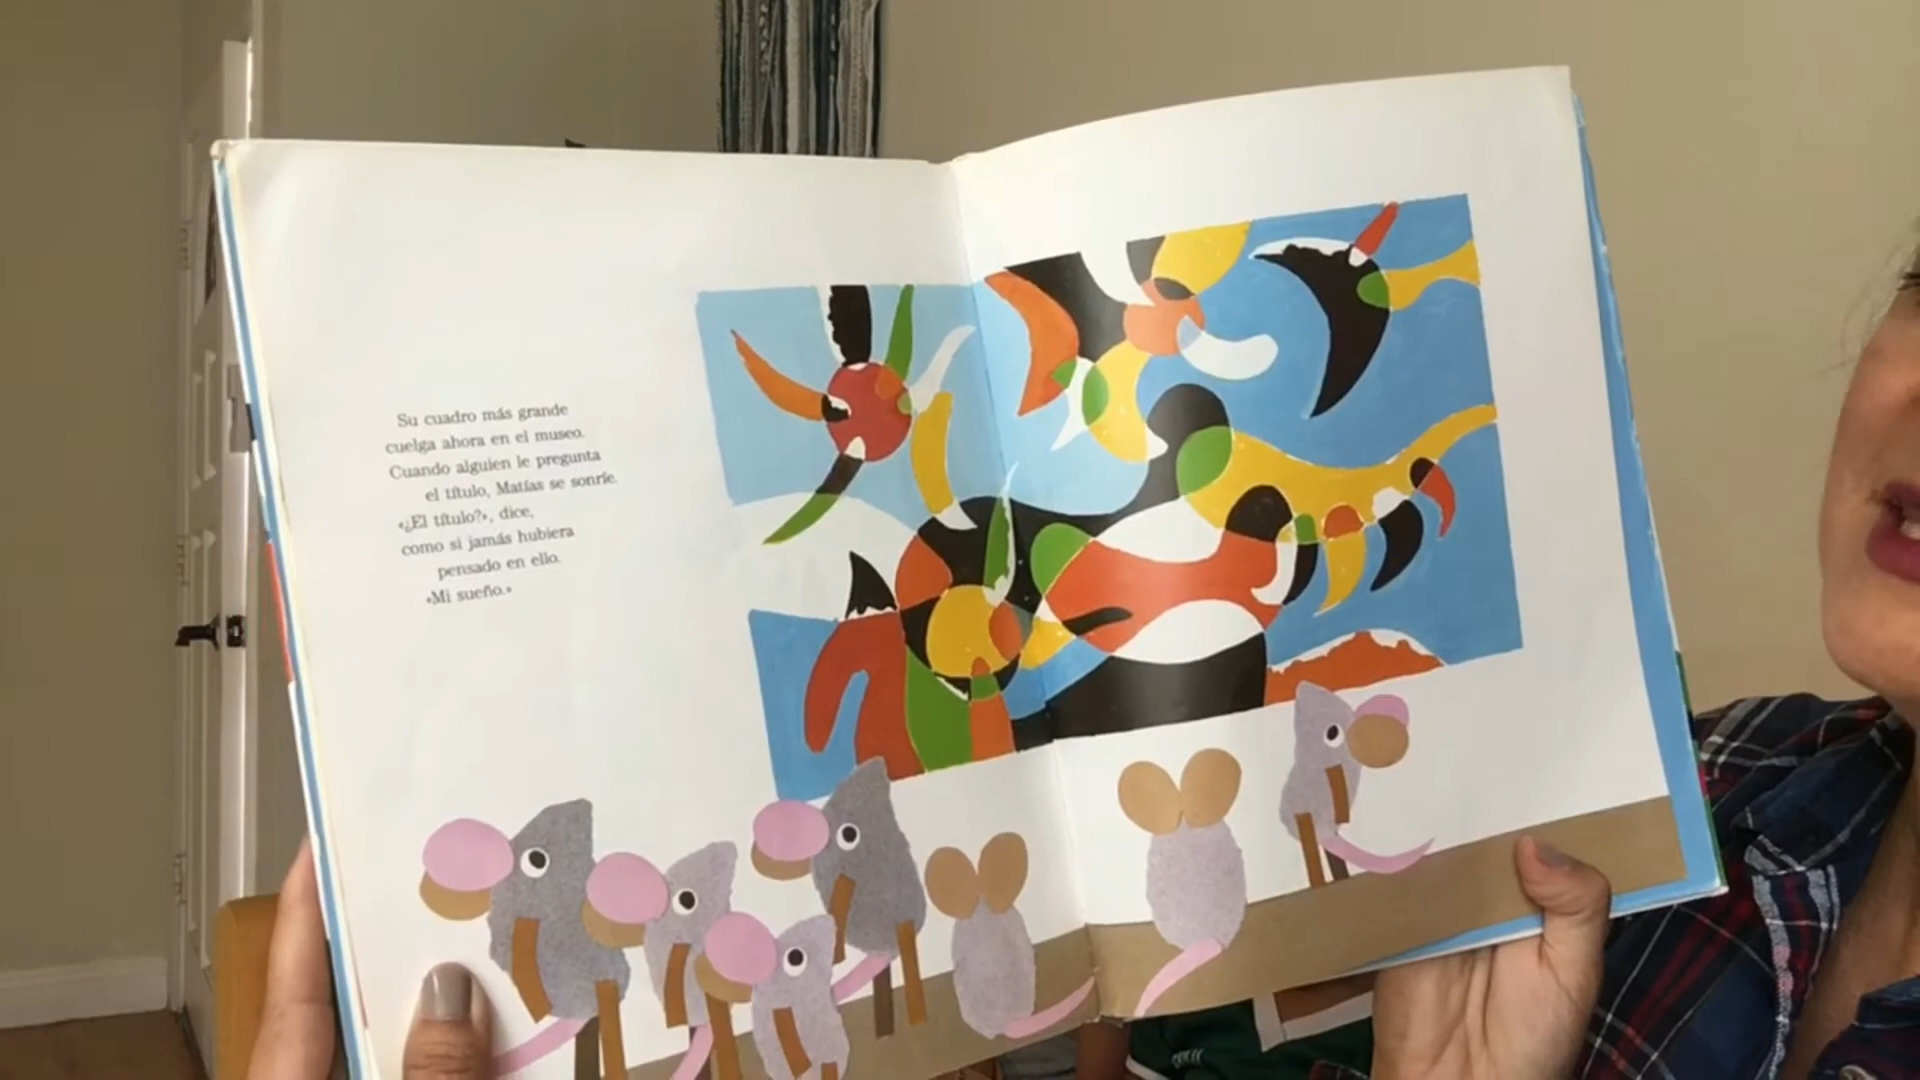 Su cuadro más grande
cuelga ahora en el museo.
Cuando alguien le pregunta
el título, Matías se sonríe.
«¿El título?», dice,
como si jamás hubiera
pensado en ello.
«Mi sueño.»